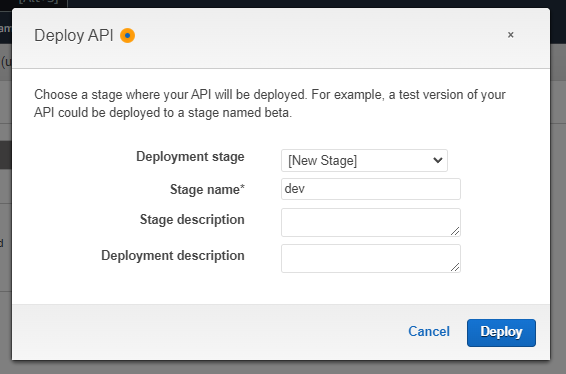 Deploy API
×
Choose a stage where your API will be deployed. For example, a test version of your
API could be deployed to a stage named beta.
Deployment stage [New Stage]
Stage name* dev
Stage description
Deployment description
Cancel Deploy